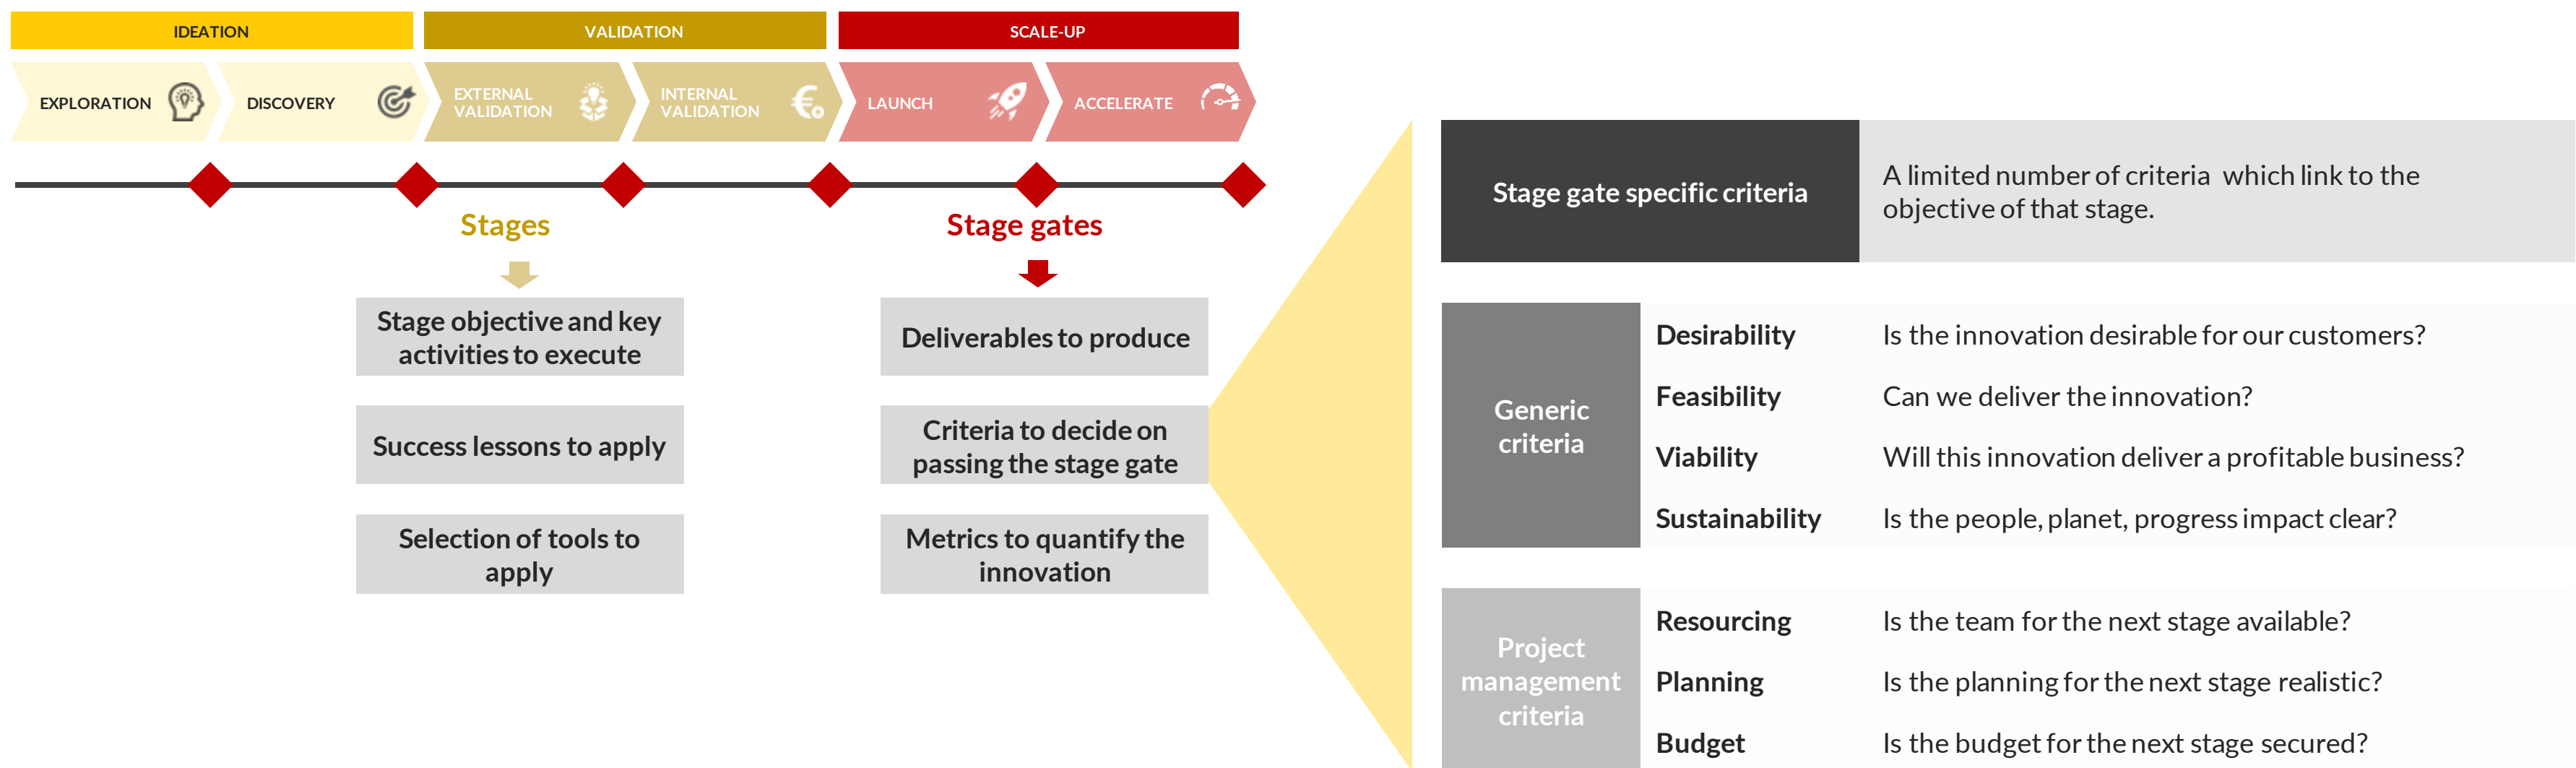 IDEATION
VALIDATION
SCALE-UP
EXPLORATION
DISCOVERY
EXTERNAL
VALIDATION
INTERNAL
VALIDATION
LAUNCH
ACCELERATE
Stages
Stage objective and key
activities to execute
Success lessons to apply
Selection of tools to
apply
Stage gates
Deliverables to produce
Criteria to decide on
passing the stage gate
Metrics to quantify the
innovation
Stage gate specific criteria
A limited number of criteria which link to the
objective of that stage.
Generic
criteria
Desirability
Is the innovation desirable for our customers?
Feasibility
Can we deliver the innovation?
Viability
Will this innovation deliver a profitable business?
Sustainability
Is the people, planet, progress impact clear?
Project
management
criteria
Resourcing
Is the team for the next stage available?
Planning
Is the planning for the next stage realistic?
Budget
Is the budget for the next stage secured?